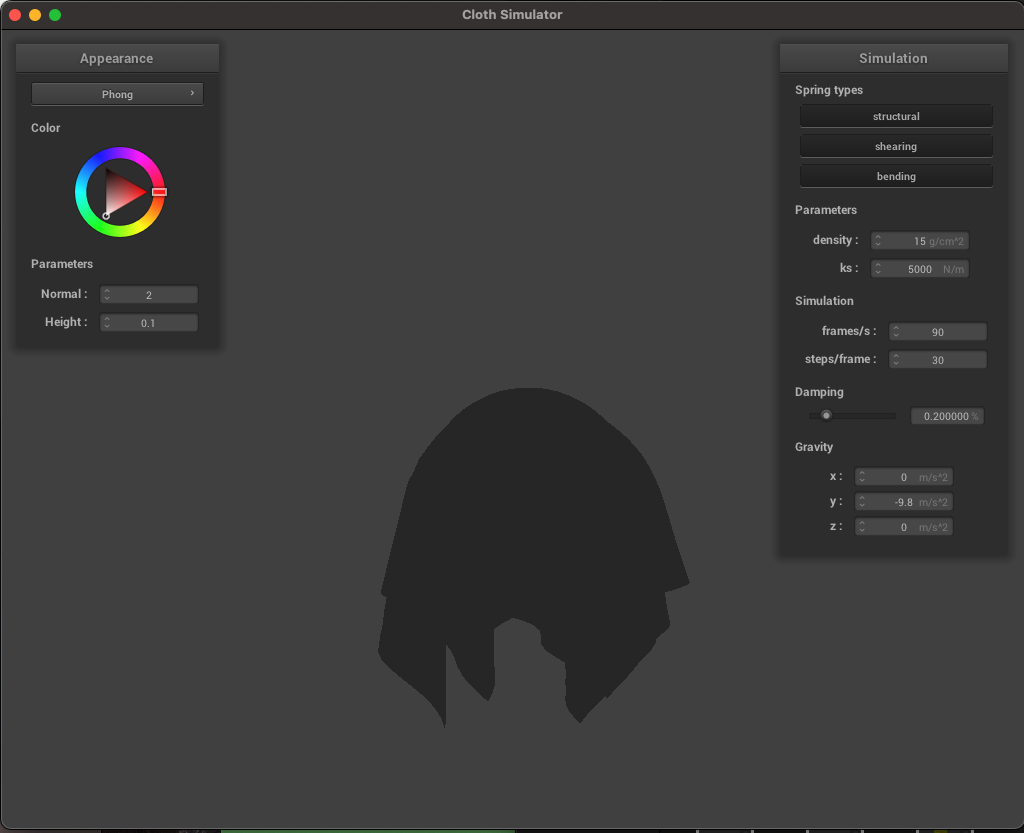 Cloth Simulator
Appearance
Phong
Color
Parameters
Normal : 2
Height : 0.1
Simulation
Spring types
structural
shearing
bending
Parameters
density : 15 g/cm^2
ks : 5000 N/m
Simulation
frames/s : 90
steps/frame : 30
Damping
0.200000 %
Gravity
x : 0 m/s^2
y : -9.8 m/s^2
z : 0 m/s^2